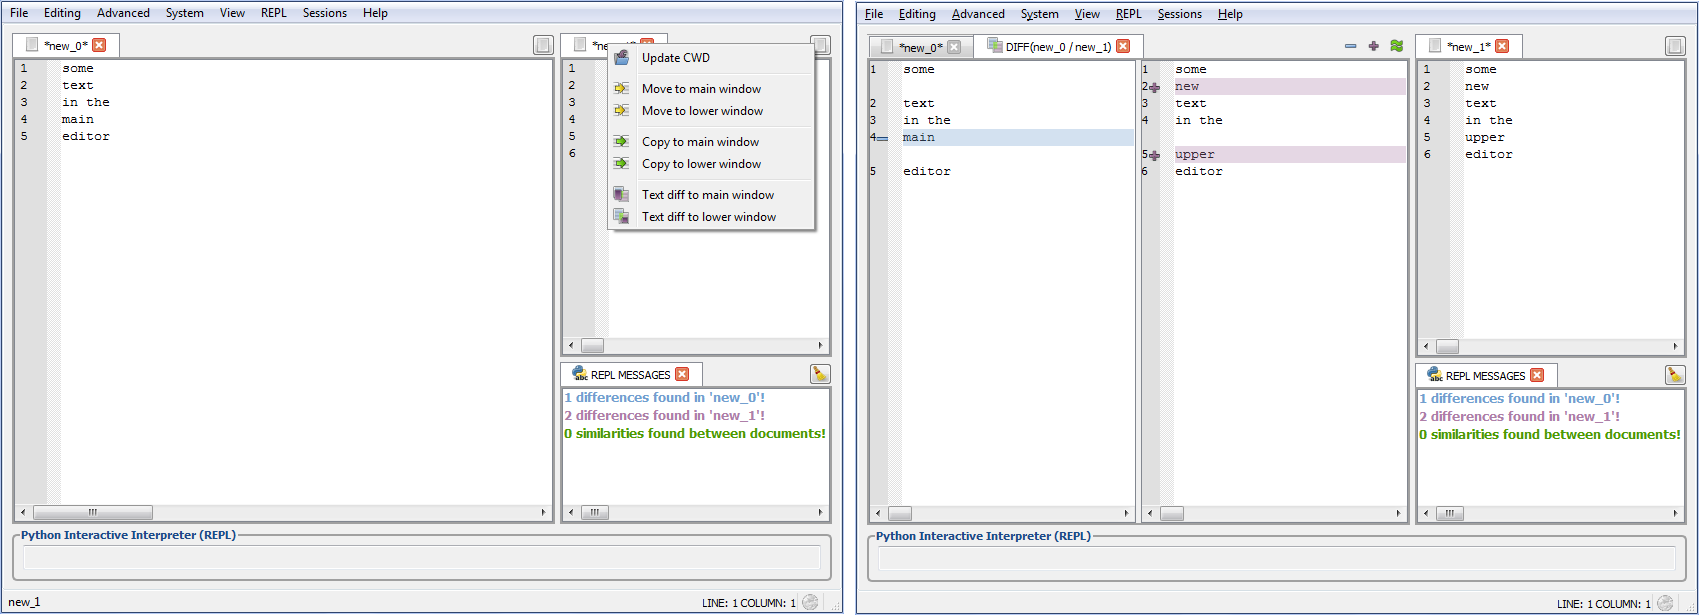 File Editing Advanced System View REPL Sessions Help
*new_0*
1 some
2 text
3 in the
4 main
5 editor
1
2
3
4
5
6
Update CWD
Move to main window
Move to lower window
Copy to main window
Copy to lower window
Text diff to main window
Text diff to lower window
REPL MESSAGES
1 differences found in 'new_0'!
2 differences found in 'new_1'!
0 similarities found between documents!
Python Interactive Interpreter (REPL)
new_1
LINE: 1 COLUMN: 1
File Editing Advanced System View REPL Sessions Help
*new_0* DIFF(new_0 / new_1)
1 some
2 text
3 in the
4 main
5 editor
1 some
2 new
3 text
4 in the
5 upper
6 editor
*new_1*
1 some
2 new
3 text
4 in the
5 upper
6 editor
REPL MESSAGES
1 differences found in 'new_0'!
2 differences found in 'new_1'!
0 similarities found between documents!
Python Interactive Interpreter (REPL)
LINE: 1 COLUMN: 1